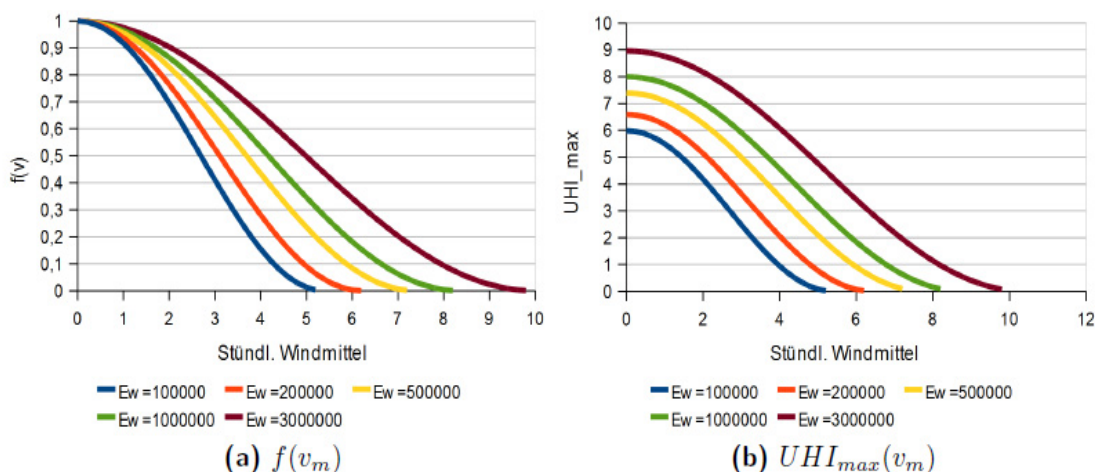 1
0,9
0,8
0,7
0,6
0,5
0,4
0,3
0,2
0,1
0
f(v)
0 1 2 3 4 5 6 7 8 9 10
Stündl. Windmittel
Ew =100000 Ew =200000 Ew =500000
Ew =1000000 Ew =3000000
(a) f(v_m)
10
9
8
7
6
5
4
3
2
1
0
UHI_max
0 2 4 6 8 10 12
Stündl. Windmittel
Ew =100000 Ew =200000 Ew =500000
Ew =1000000 Ew =3000000
(b) UHI_max(v_m)